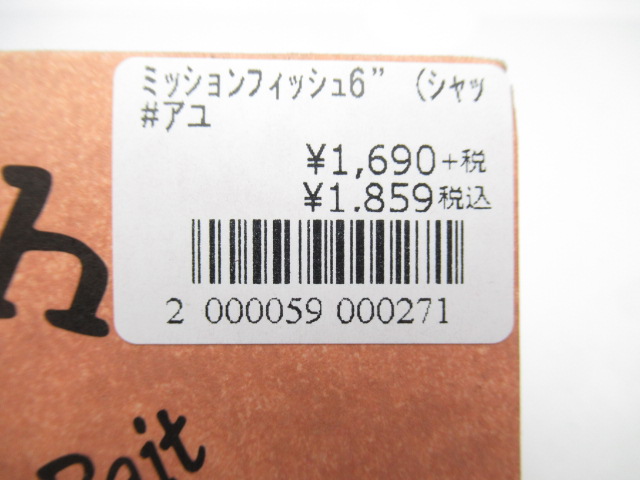 ミッションフィッシュ6” (シャッ
#アユ
¥1,690+税
¥1,859税込
2 000059 000271
h
Bait